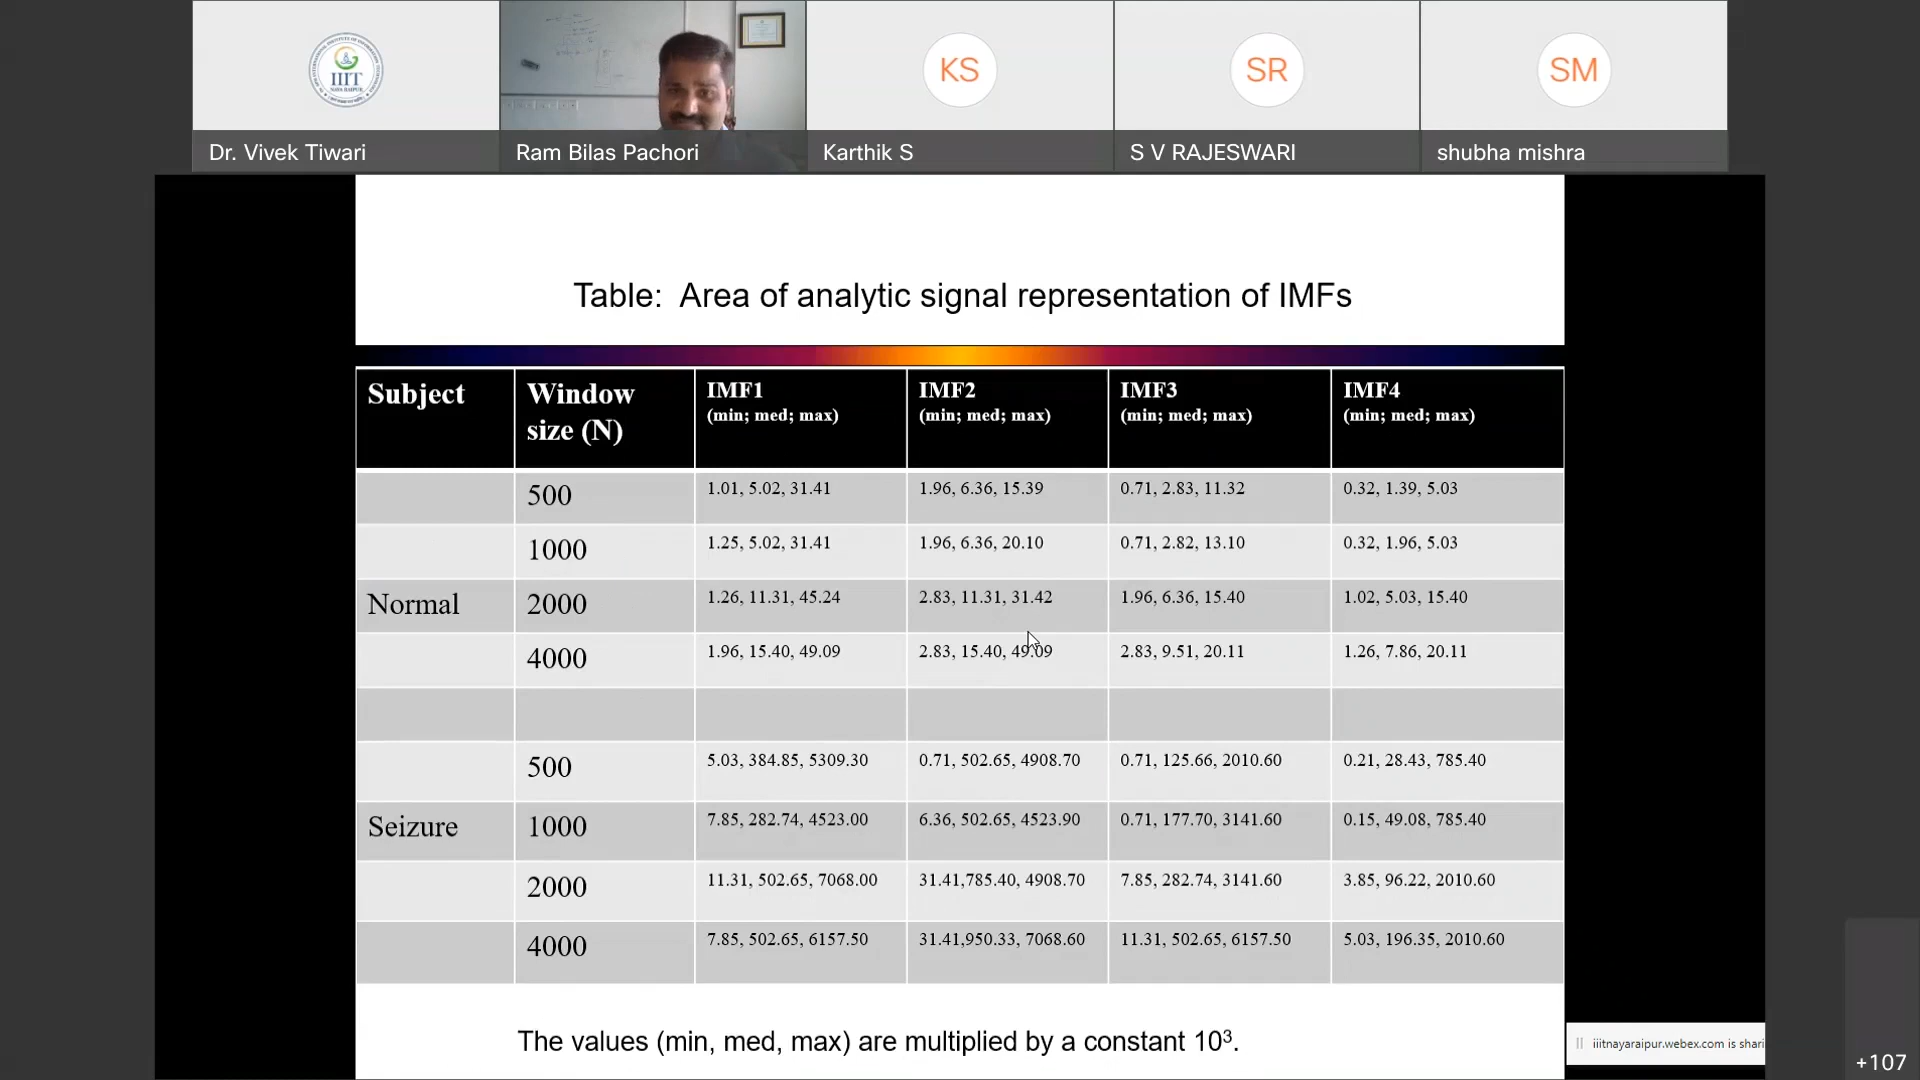 IIIT
NAYA RAIPUR
KS
SR
SM
Dr. Vivek Tiwari
Ram Bilas Pachori
Karthik S
S V RAJESWARI
shubha mishra
Table: Area of analytic signal representation of IMFs
Subject Window size (N) IMF1 (min; med; max) IMF2 (min; med; max) IMF3 (min; med; max) IMF4 (min; med; max)
500 1.01, 5.02, 31.41 1.96, 6.36, 15.39 0.71, 2.83, 11.32 0.32, 1.39, 5.03
1000 1.25, 5.02, 31.41 1.96, 6.36, 20.10 0.71, 2.82, 13.10 0.32, 1.96, 5.03
Normal 2000 1.26, 11.31, 45.24 2.83, 11.31, 31.42 1.96, 6.36, 15.40 1.02, 5.03, 15.40
4000 1.96, 15.40, 49.09 2.83, 15.40, 49.09 2.83, 9.51, 20.11 1.26, 7.86, 20.11
500 5.03, 384.85, 5309.30 0.71, 502.65, 4908.70 0.71, 125.66, 2010.60 0.21, 28.43, 785.40
Seizure 1000 7.85, 282.74, 4523.00 6.36, 502.65, 4523.90 0.71, 177.70, 3141.60 0.15, 49.08, 785.40
2000 11.31, 502.65, 7068.00 31.41,785.40, 4908.70 7.85, 282.74, 3141.60 3.85, 96.22, 2010.60
4000 7.85, 502.65, 6157.50 31.41,950.33, 7068.60 11.31, 502.65, 6157.50 5.03, 196.35, 2010.60
The values (min, med, max) are multiplied by a constant 10³.
iiitnayaraipur.webex.com is shari
+107